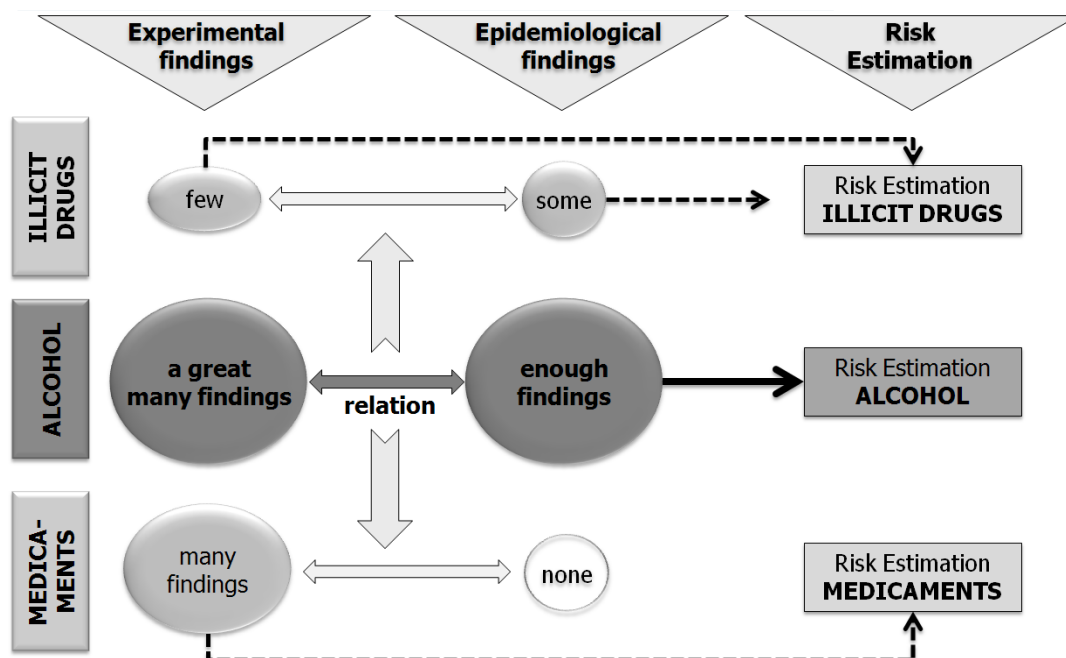 Experimental
findings
Epidemiological
findings
Risk
Estimation
ILLICIT
DRUGS
few
some
Risk Estimation
ILLICIT DRUGS
ALCOHOL
a great
many findings
relation
enough
findings
Risk Estimation
ALCOHOL
MEDICA-
MENTS
many
findings
none
Risk Estimation
MEDICAMENTS